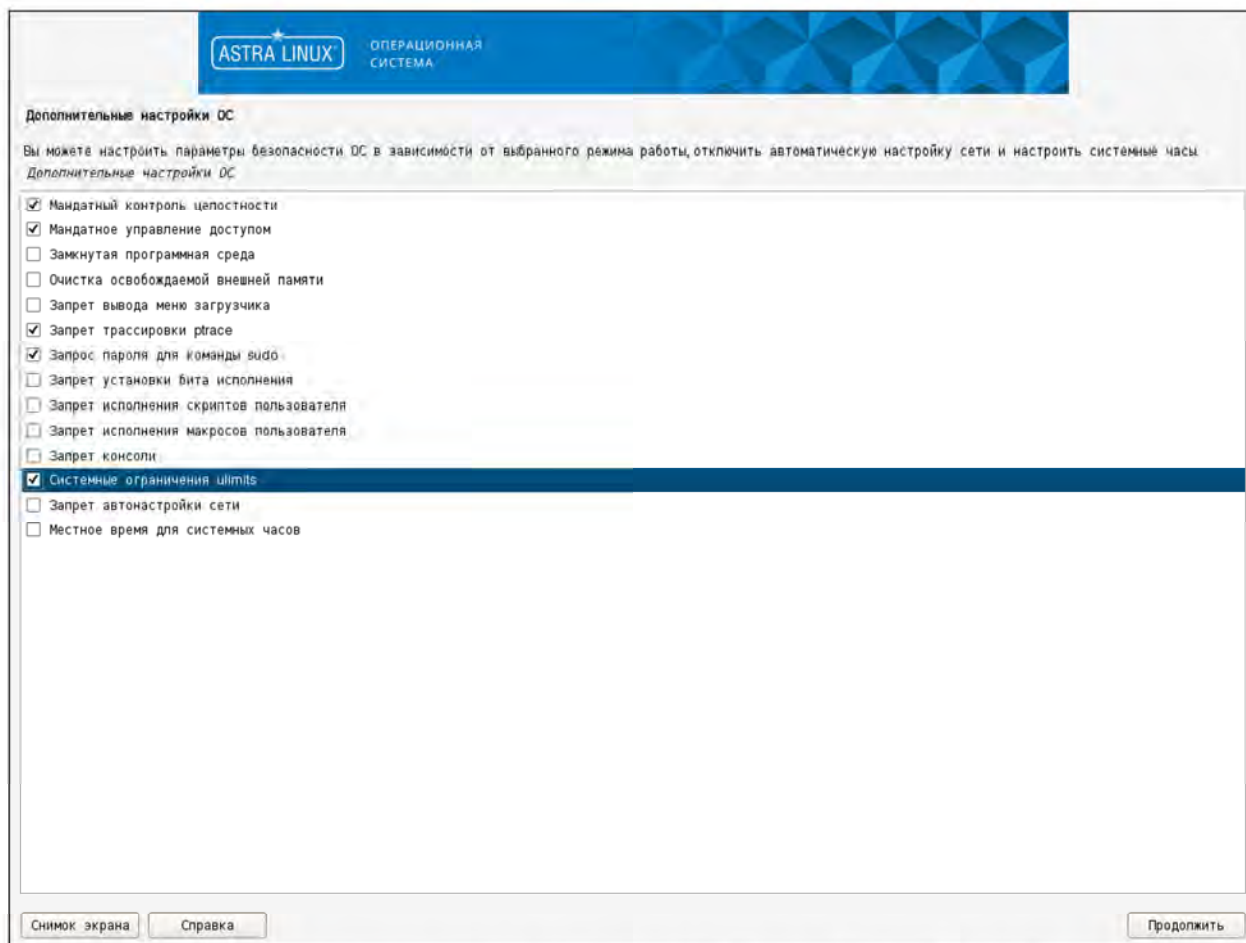 ASTRA LINUX
ОПЕРАЦИОННАЯ
СИСТЕМА
Дополнительные настройки ОС
Вы можете настроить параметры безопасности ОС в зависимости от выбранного режима работы, отключить автоматическую настройку сети и настроить системные часы
Дополнительные настройки ОС
Мандатный контроль целостности
Мандатное управление доступом
Замкнутая программная среда
Очистка освобождаемой внешней памяти
Запрет вывода меню загрузчика
Запрет трассировки ptrace
Запрос пароля для команды sudo
Запрет установки бита исполнения
Запрет исполнения скриптов пользователя
Запрет исполнения макросов пользователя
Запрет консоли
Системные ограничения ulimits
Запрет автонастройки сети
Местное время для системных часов
Снимок экрана
Справка
Продолжить